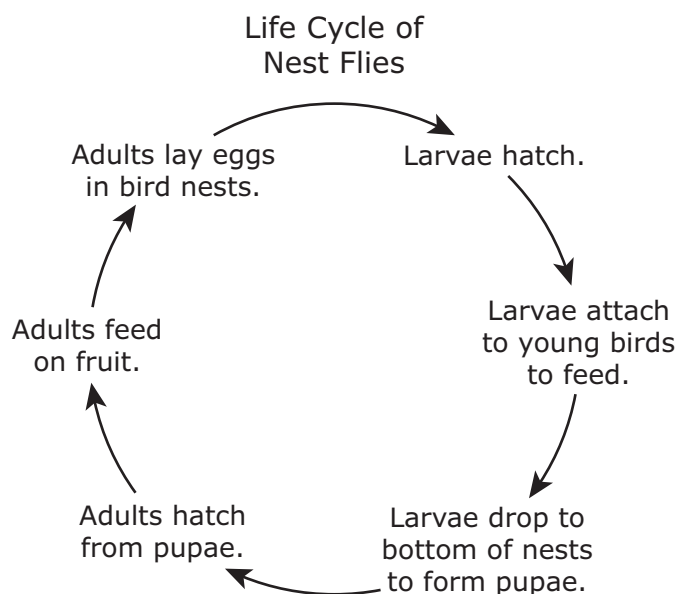 Life Cycle of
Nest Flies
Adults lay eggs
in bird nests.
Larvae hatch.
Larvae attach
to young birds
to feed.
Larvae drop to
bottom of nests
to form pupae.
Adults hatch
from pupae.
Adults feed
on fruit.